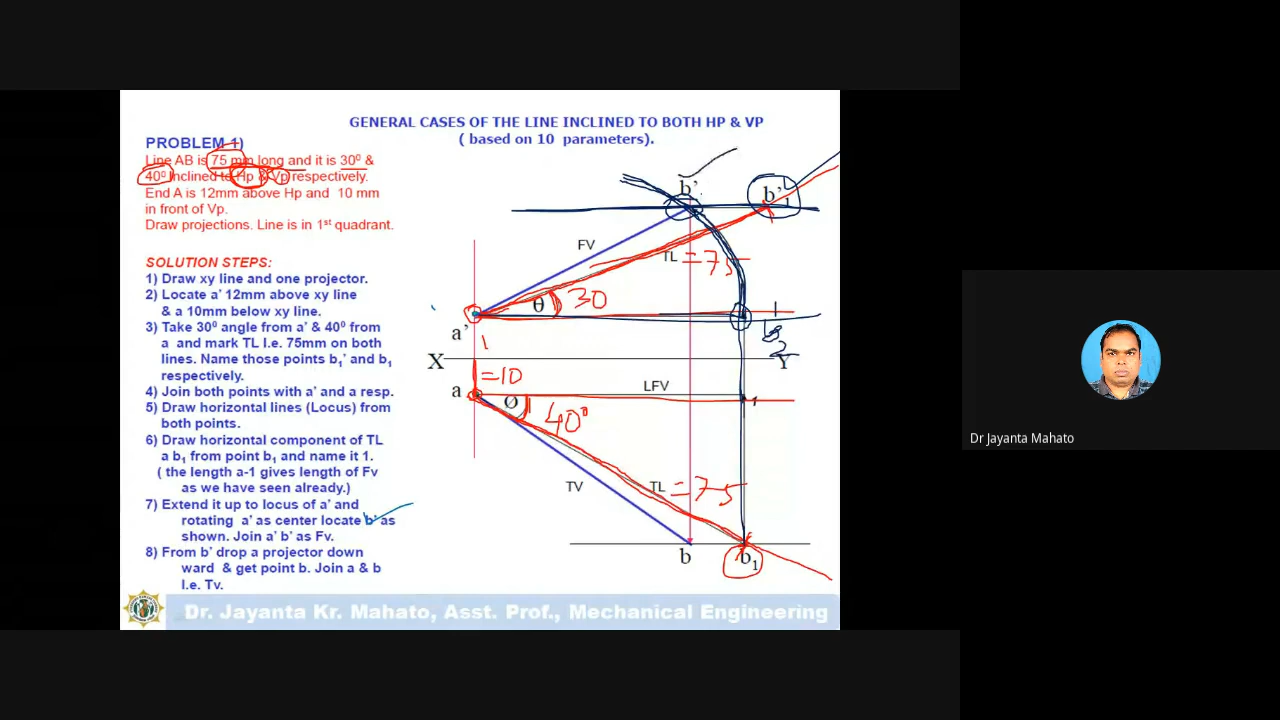 GENERAL CASES OF THE LINE INCLINED TO BOTH HP & VP
( based on 10 parameters).
PROBLEM 1)
Line AB is 75 mm long and it is 30⁰ &
40⁰ Inclined to Hp & Vp respectively.
End A is 12mm above Hp and 10 mm
in front of Vp.
Draw projections. Line is in 1st quadrant.
SOLUTION STEPS:
1) Draw xy line and one projector.
2) Locate a’ 12mm above xy line
& a 10mm below xy line.
3) Take 30⁰ angle from a’ & 40⁰ from
a and mark TL I.e. 75mm on both
lines. Name those points b₁’ and b₁
respectively.
4) Join both points with a’ and a resp.
5) Draw horizontal lines (Locus) from
both points.
6) Draw horizontal component of TL
a b₁ from point b₁ and name it 1.
( the length a-1 gives length of Fv
as we have seen already.)
7) Extend it up to locus of a’ and
rotating a’ as center locate b’ as
shown. Join a’ b’ as Fv.
8) From b’ drop a projector down
ward & get point b. Join a & b
I.e. Tv.
b’
b’₁
FV
TL =75
θ 30
a’
X
Y
=10
a
LFV
1
Ø 40⁰
TV
TL =75
b
b₁
Dr. Jayanta Kr. Mahato, Asst. Prof., Mechanical Engineering
Dr Jayanta Mahato